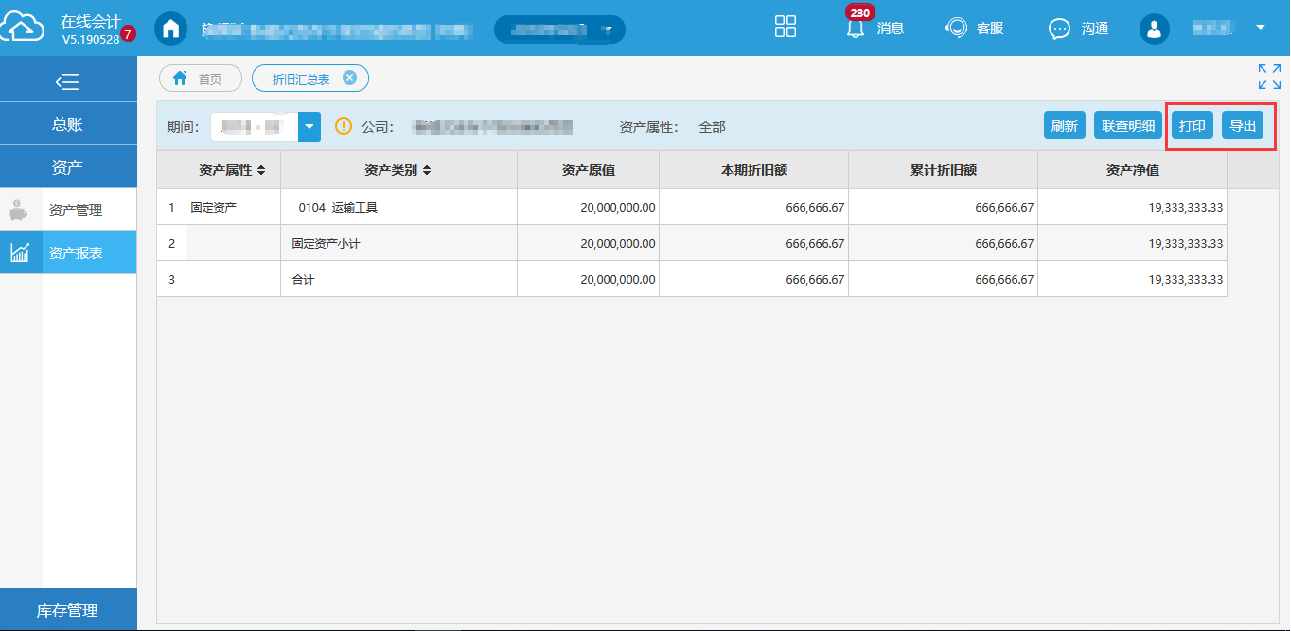 在线会计
V5.190528
7
230
消息
客服
沟通
首页
折旧汇总表
总账
资产
资产管理
资产报表
库存管理
期间：
公司：
资产属性： 全部
刷新 联查明细 打印 导出
资产属性 资产类别 资产原值 本期折旧额 累计折旧额 资产净值
1 固定资产 0104 运输工具 20,000,000.00 666,666.67 666,666.67 19,333,333.33
2 固定资产小计 20,000,000.00 666,666.67 666,666.67 19,333,333.33
3 合计 20,000,000.00 666,666.67 666,666.67 19,333,333.33